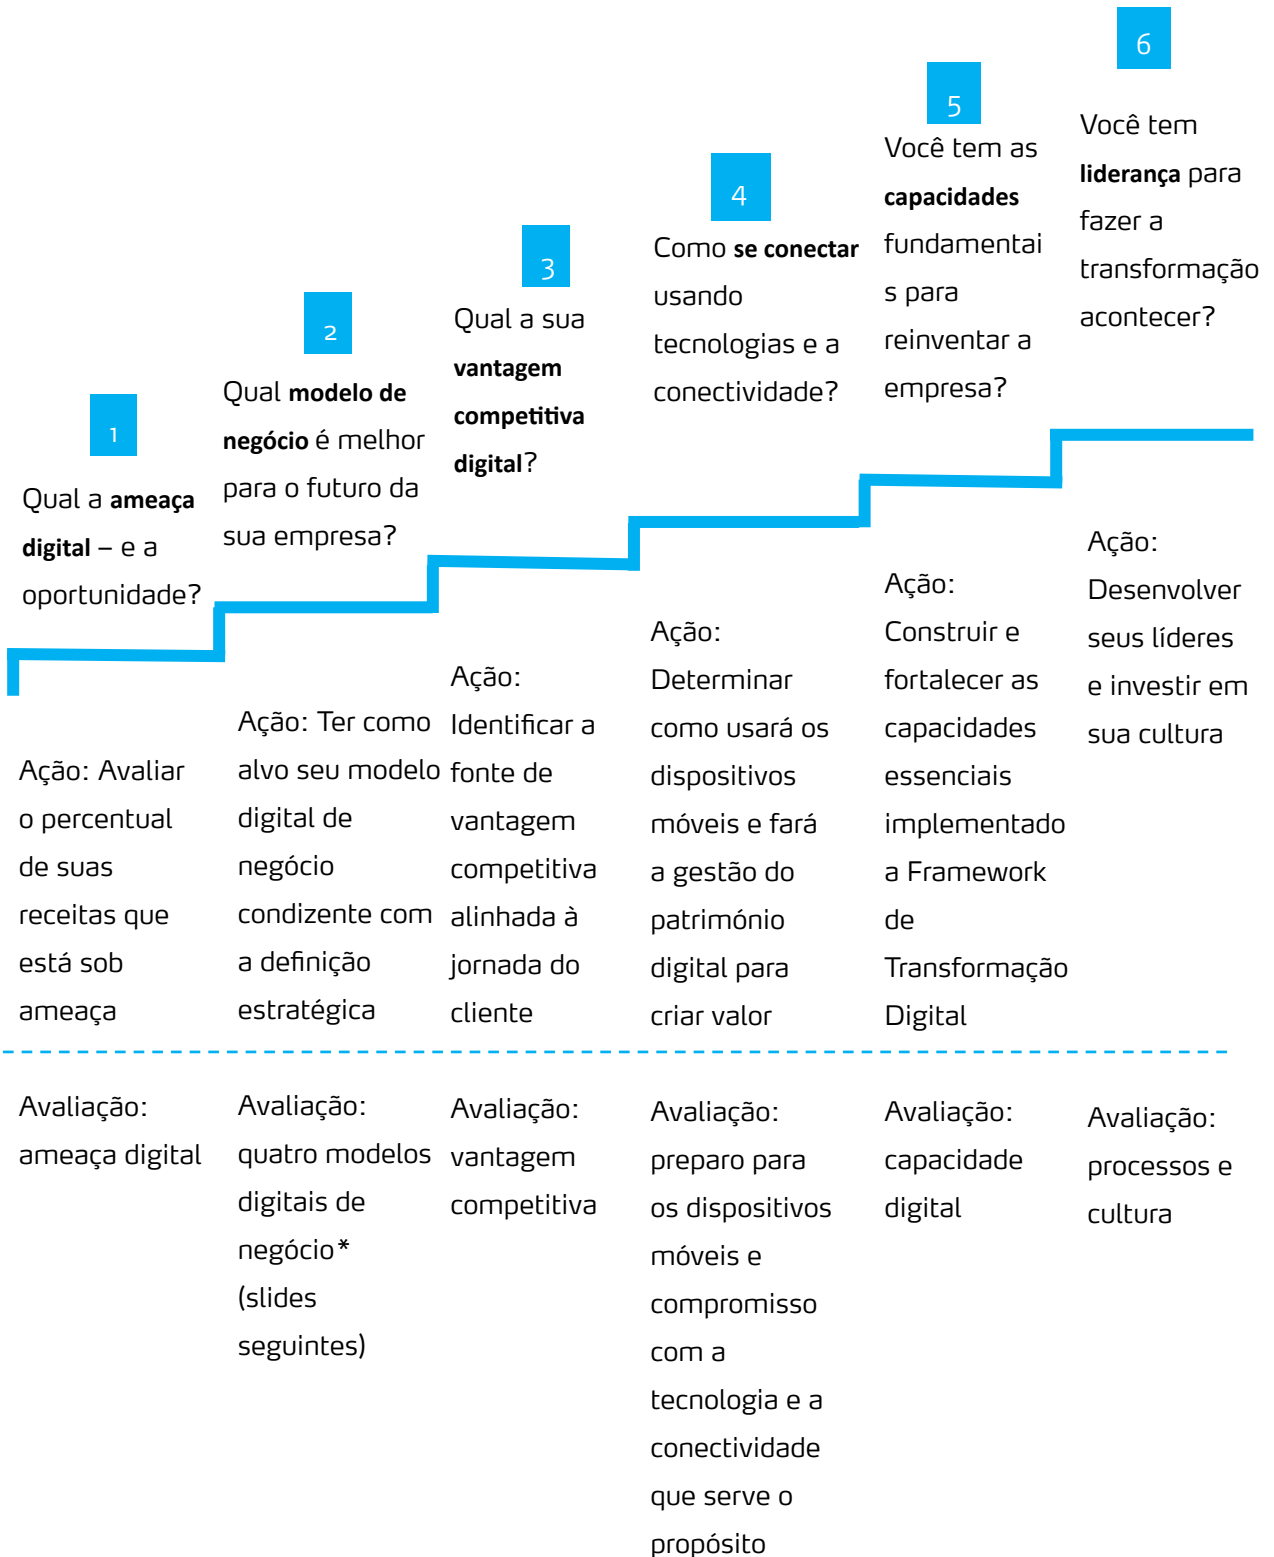 1
Qual a ameaça
digital – e a
oportunidade?
Ação: Avaliar
o percentual
de suas
receitas que
está sob
ameaça
Avaliação:
ameaça digital
2
Qual modelo de
negócio é melhor
para o futuro da
sua empresa?
Ação: Ter como
alvo seu modelo
digital de
negócio
condizente com
a definição
estratégica
Avaliação:
quatro modelos
digitais de
negócio*
(slides
seguintes)
3
Qual a sua
vantagem
competitiva
digital?
Ação:
Identificar a
fonte de
vantagem
competitiva
alinhada à
jornada do
cliente
Avaliação:
vantagem
competitiva
4
Como se conectar
usando
tecnologias e a
conectividade?
Ação:
Determinar
como usará os
dispositivos
móveis e fará
a gestão do
património
digital para
criar valor
Avaliação:
preparo para
os dispositivos
móveis e
compromisso
com a
tecnologia e a
conectividade
que serve o
propósito
5
Você tem as
capacidades
fundamentai
s para
reinventar a
empresa?
Ação:
Construir e
fortalecer as
capacidades
essenciais
implementado
a Framework
de
Transformação
Digital
Avaliação:
capacidade
digital
6
Você tem
liderança para
fazer a
transformação
acontecer?
Ação:
Desenvolver
seus líderes
e investir em
sua cultura
Avaliação:
processos e
cultura